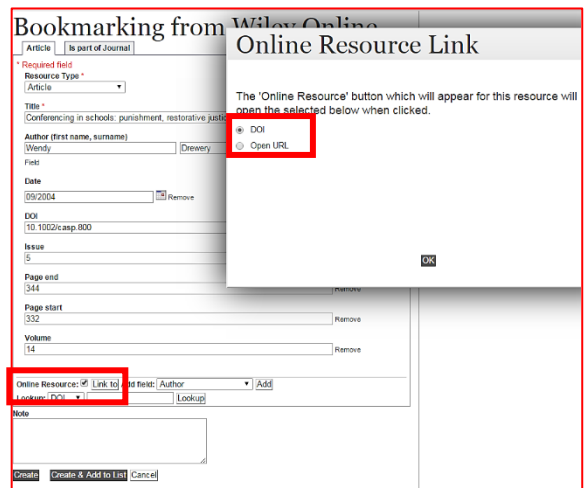 Bookmarking from Wiley Online
Article Is part of Journal
* Required field
Resource Type *
Article
Title *
Conferencing in schools: punishment, restorative justic
Author (first name, surname)
Wendy Drewery
Field
Date
09/2004 Remove
DOI
10.1002/casp.800
Issue
5
Page end
344 Remove
Page start
332 Remove
Volume
14 Remove
Online Resource: Link to Add field: Author Add
Lookup: DOI Lookup
Note
Create Create & Add to List Cancel
Online Resource Link
The 'Online Resource' button which will appear for this resource will
open the selected below when clicked.
DOI
Open URL
OK